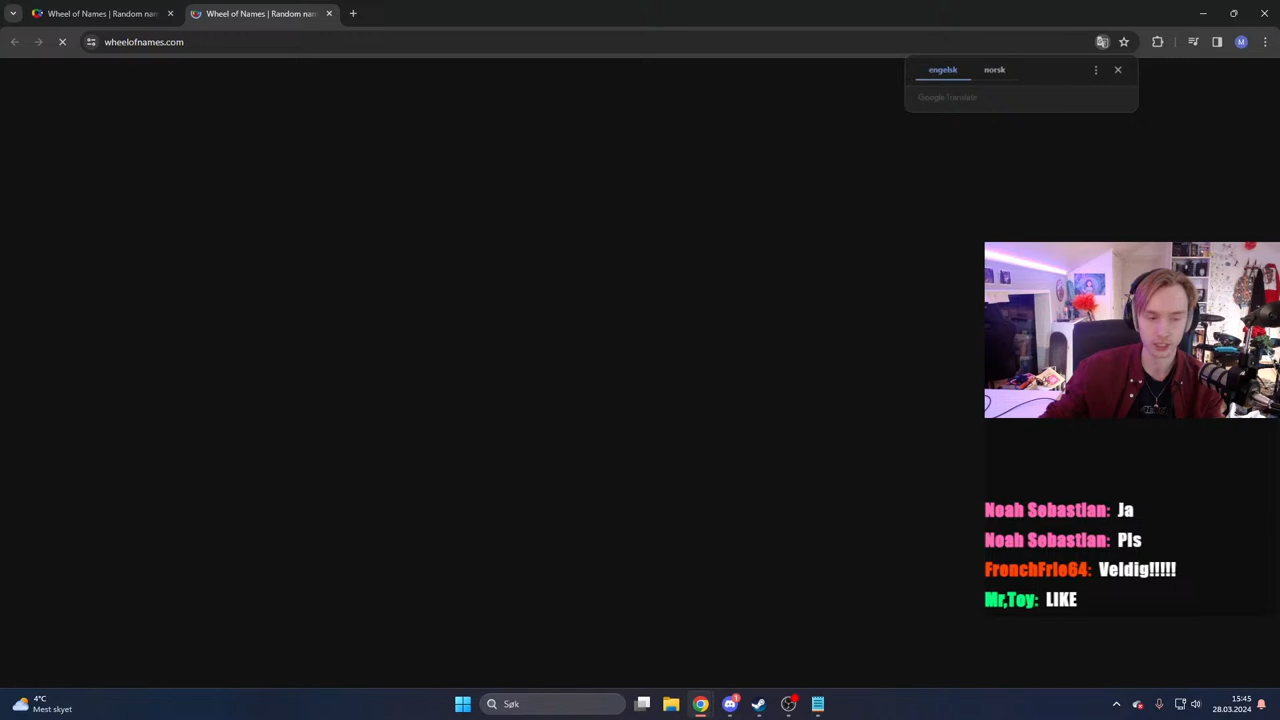 Wheel of Names | Random nam
Wheel of Names | Random nam
wheelofnames.com
M
engelsk
norsk
Google Translate
Noah Sebastian: Ja
Noah Sebastian: Pls
FrenchFrie64: Veldig!!!!!
Mr,Toy: LIKE
4°C
Mest skyet
Søk
1
15:45
28.03.2024